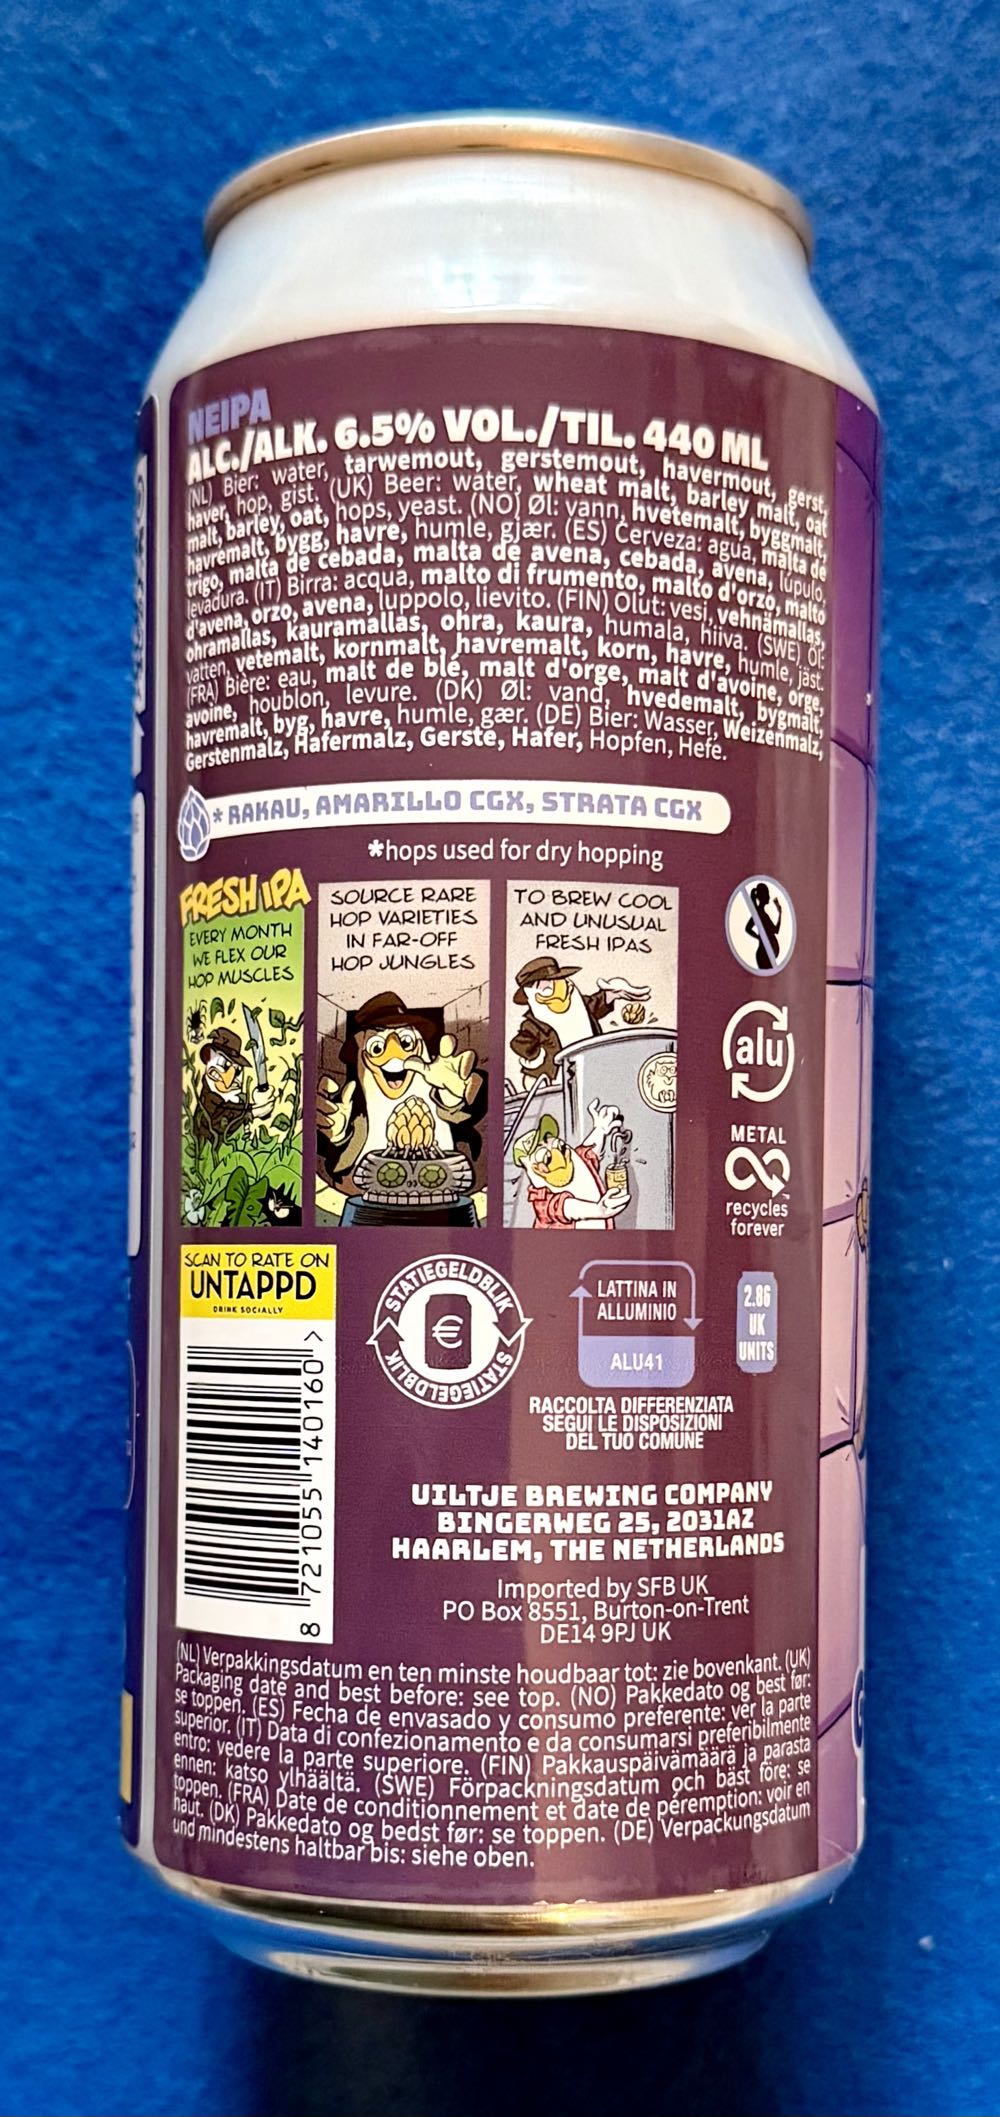 NEIPA
ALC./ALK. 6.5% VOL./TIL. 440 ML
(NL) Bier: water, tarwemout, gerstemout, havermout, gerst,
haver, hop, gist. (UK) Beer: water, wheat malt, barley malt, oat
malt, barley, oat, hops, yeast. (NO) Øl: vann, hvetemalt, byggmalt,
havremalt, bygg, havre, humle, gjær. (ES) Cerveza: agua, malta de
trigo, malta de cebada, malta de avena, cebada, avena, lúpulo,
levadura. (IT) Birra: acqua, malto di frumento, malto d'orzo, malto
d'avena, orzo, avena, luppolo, lievito. (FIN) Olut: vesi, vehnämallas,
ohramallas, kauramallas, ohra, kaura, humala, hiiva. (SWE) Öl:
vatten, vetemalt, kornmalt, havremalt, korn, havre, humle, jäst.
(FRA) Bière: eau, malt de blé, malt d'orge, malt d'avoine, orge,
avoine, houblon, levure. (DK) Øl: vand, hvedemalt, bygmalt,
havremalt, byg, havre, humle, gær. (DE) Bier: Wasser, Weizenmalz,
Gerstenmalz, Hafermalz, Gerste, Hafer, Hopfen, Hefe.
* RAKAU, AMARILLO CGX, STRATA CGX
*hops used for dry hopping
FRESH IPA
EVERY MONTH
WE FLEX OUR
HOP MUSCLES
SOURCE RARE
HOP VARIETIES
IN FAR-OFF
HOP JUNGLES
TO BREW COOL
AND UNUSUAL
FRESH IPAS
alu
METAL
recycles
forever
SCAN TO RATE ON
UNTAPPD
DRINK SOCIALLY
8 721055 140160 >
STATIEGELDBLIK
€
STATIEGELDBLIK
LATTINA IN
ALLUMINIO
ALU41
RACCOLTA DIFFERENZIATA
SEGUI LE DISPOSIZIONI
DEL TUO COMUNE
2.86
UK
UNITS
UILTJE BREWING COMPANY
BINGERWEG 25, 2031AZ
HAARLEM, THE NETHERLANDS
Imported by SFB UK
PO Box 8551, Burton-on-Trent
DE14 9PJ UK
(NL) Verpakkingsdatum en ten minste houdbaar tot: zie bovenkant. (UK)
Packaging date and best before: see top. (NO) Pakkedato og best før:
se toppen. (ES) Fecha de envasado y consumo preferente: ver la parte
superior. (IT) Data di confezionamento e da consumarsi preferibilmente
entro: vedere la parte superiore. (FIN) Pakkauspäivämäärä ja parasta
ennen: katso ylhäältä. (SWE) Förpackningsdatum och bäst före: se
toppen. (FRA) Date de conditionnement et date de péremption: voir en
haut. (DK) Pakkedato og bedst før: se toppen. (DE) Verpackungsdatum
und mindestens haltbar bis: siehe oben.